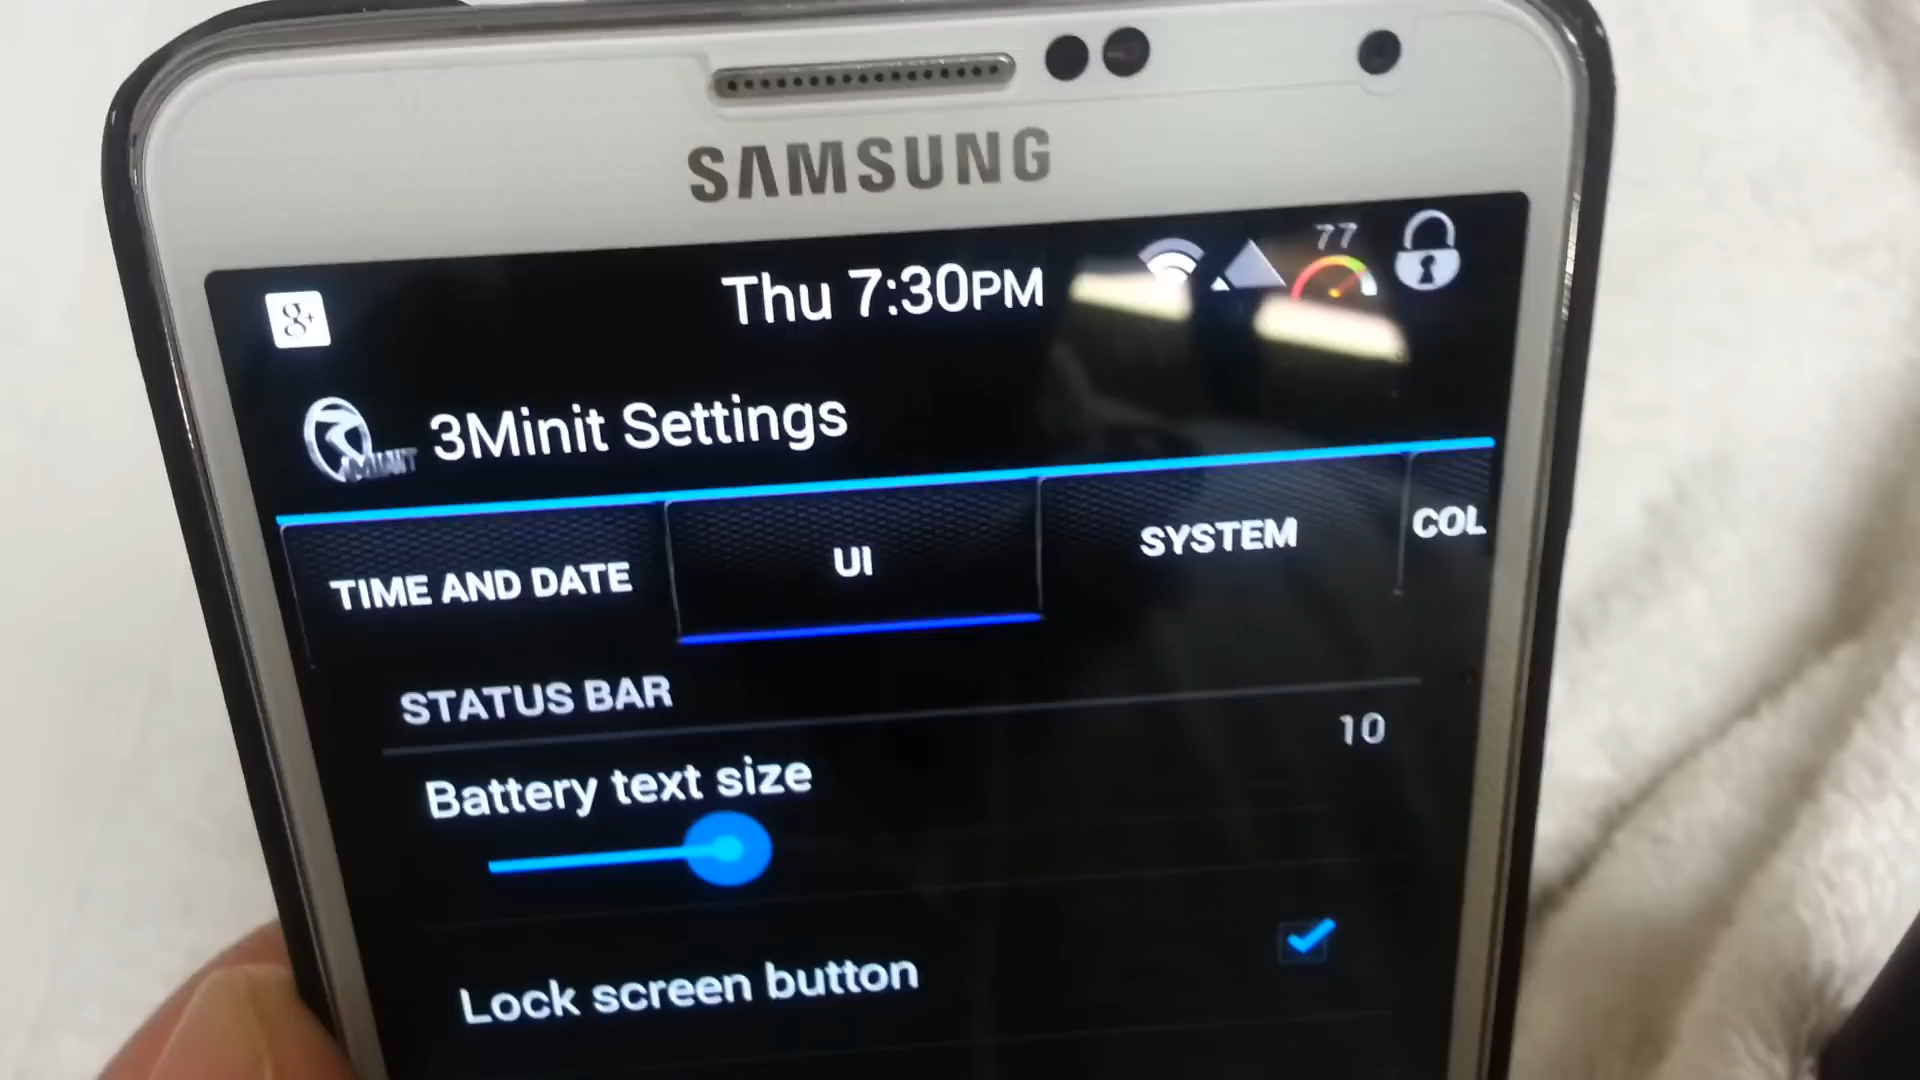 SAMSUNG
g+
Thu 7:30PM
77
3Minit Settings
TIME AND DATE
UI
SYSTEM
COL
STATUS BAR
10
Battery text size
Lock screen button